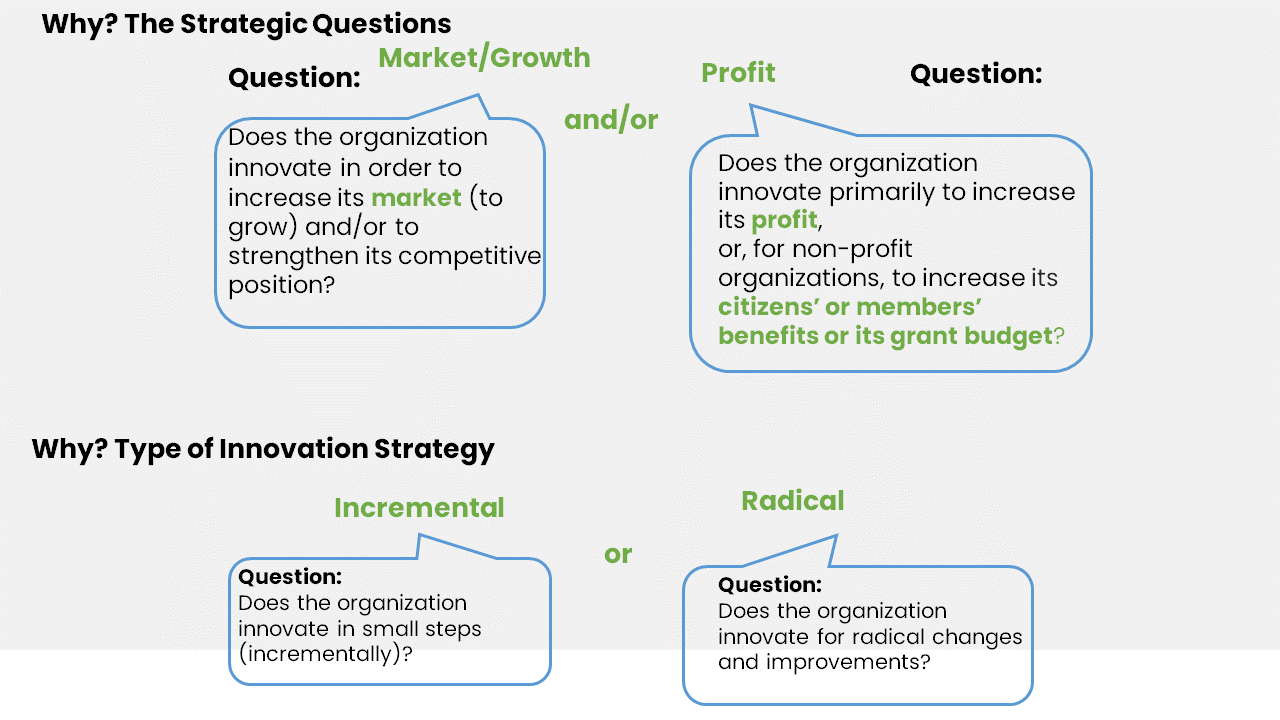 Why? The Strategic Questions
Market/Growth
Question:
Profit
Question:
and/or
Does the organization
innovate in order to
increase its market (to
grow) and/or to
strengthen its competitive
position?
Does the organization
innovate primarily to increase
its profit,
or, for non-profit
organizations, to increase its
citizens’ or members’
benefits or its grant budget?
Why? Type of Innovation Strategy
Incremental
Radical
or
Question:
Does the organization
innovate in small steps
(incrementally)?
Question:
Does the organization
innovate for radical changes
and improvements?